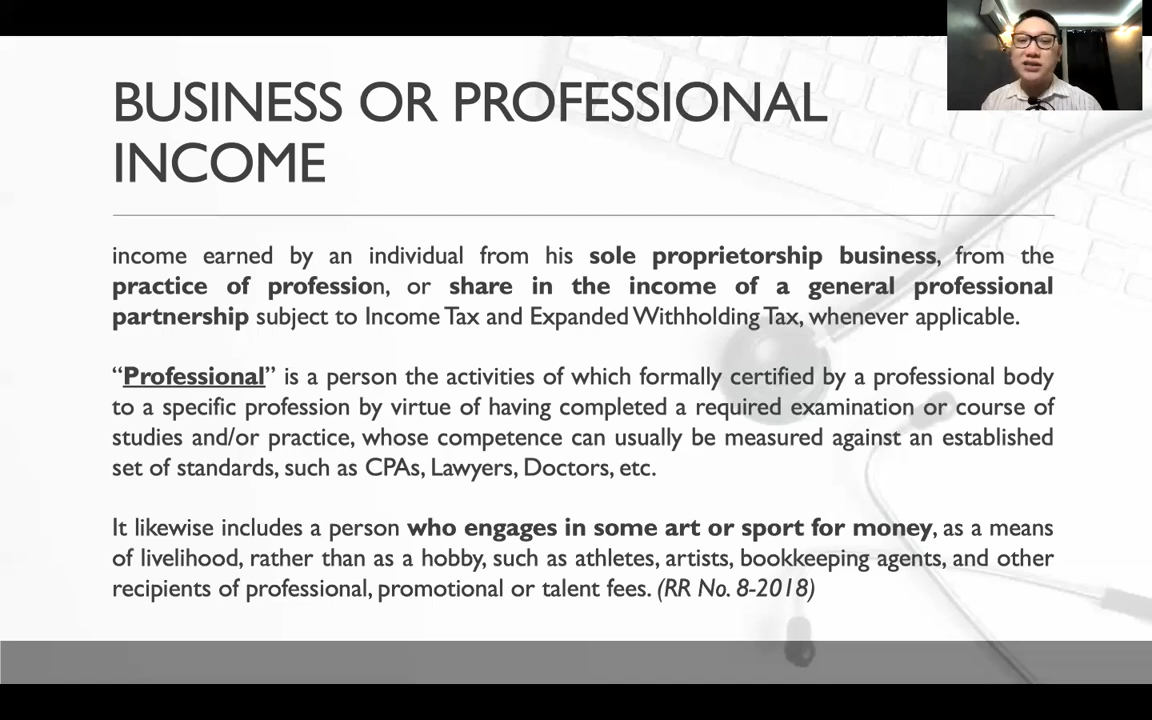 BUSINESS OR PROFESSIONAL
INCOME
income earned by an individual from his sole proprietorship business, from the
practice of profession, or share in the income of a general professional
partnership subject to Income Tax and Expanded Withholding Tax, whenever applicable.
“Professional” is a person the activities of which formally certified by a professional body
to a specific profession by virtue of having completed a required examination or course of
studies and/or practice, whose competence can usually be measured against an established
set of standards, such as CPAs, Lawyers, Doctors, etc.
It likewise includes a person who engages in some art or sport for money, as a means
of livelihood, rather than as a hobby, such as athletes, artists, bookkeeping agents, and other
recipients of professional, promotional or talent fees. (RR No. 8-2018)